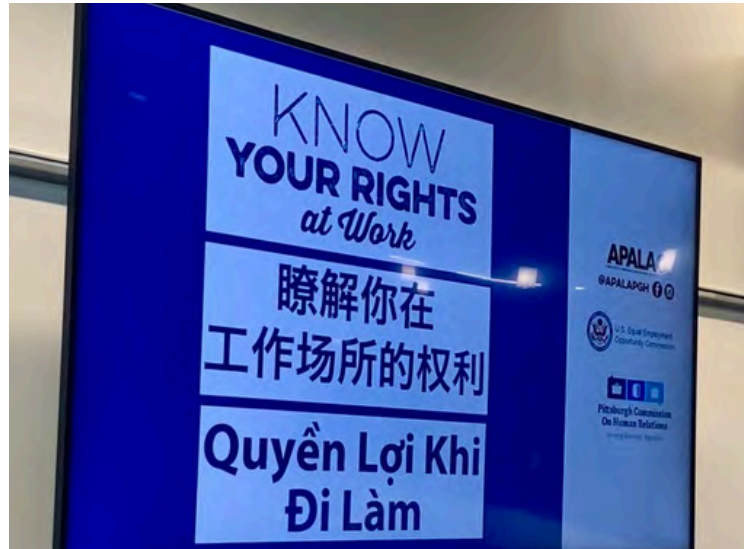 KNOW
YOUR RIGHTS
at Work
瞭解你在
工作场所的权利
Quyền Lợi Khi
Đi Làm
APALA
@APALAPGH
U.S. Equal Employment
Opportunity Commission
Pittsburgh Commission
On Human Relations